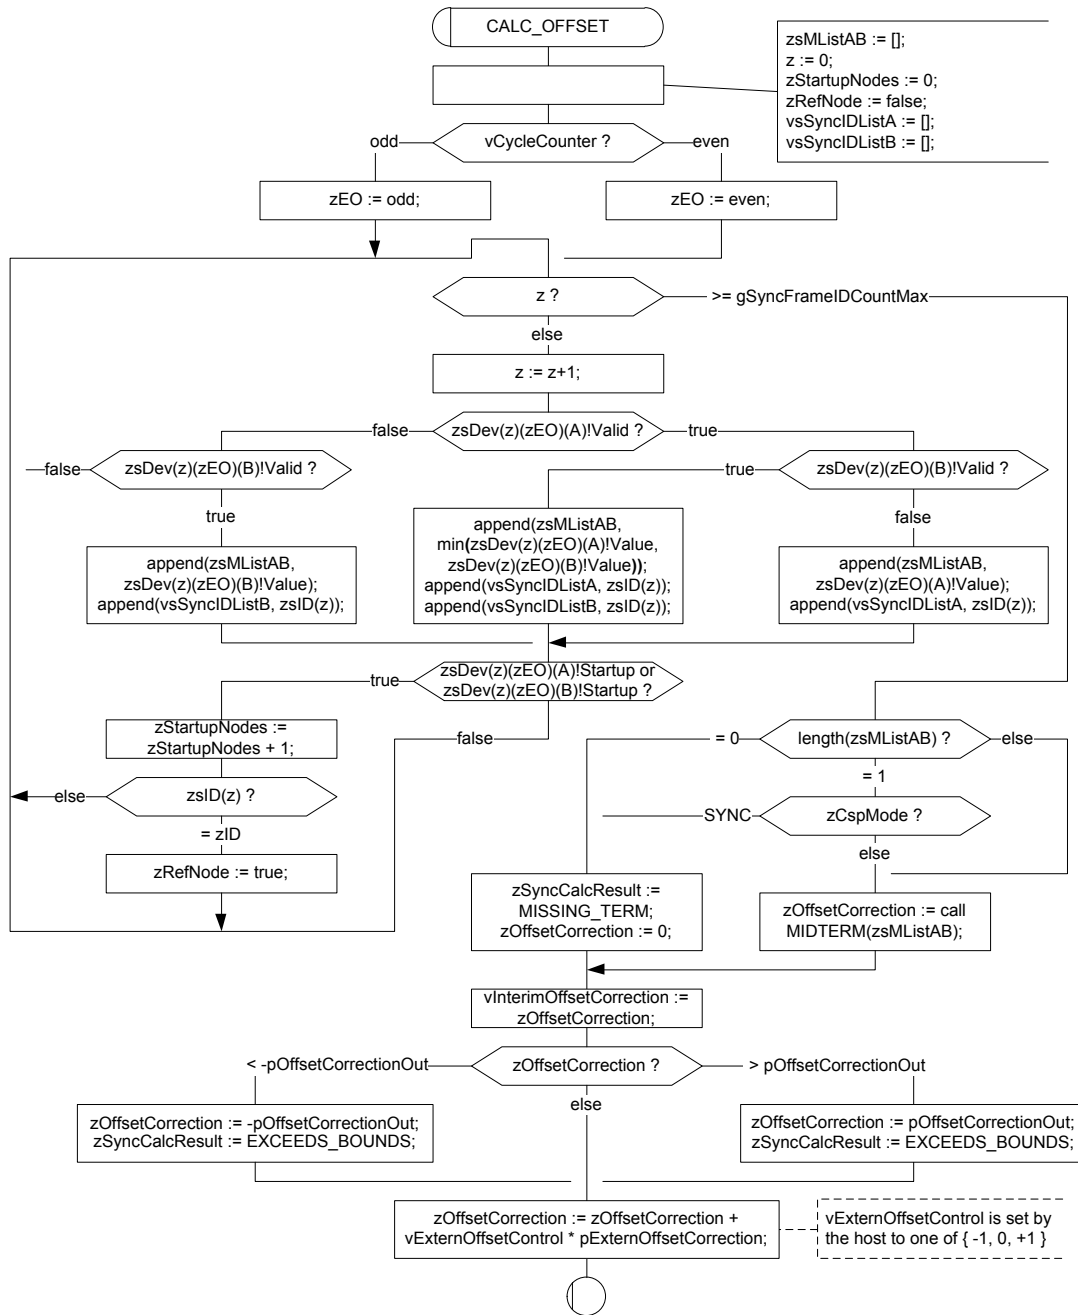 CALC_OFFSET
zsMListAB := [];
z := 0;
zStartupNodes := 0;
zRefNode := false;
vsSyncIDListA := [];
vsSyncIDListB := [];
odd
vCycleCounter ?
even
zEO := odd;
zEO := even;
z ?
>= gSyncFrameIDCountMax
else
z := z+1;
false
zsDev(z)(zEO)(A)!Valid ?
true
false
zsDev(z)(zEO)(B)!Valid ?
true
zsDev(z)(zEO)(B)!Valid ?
true
false
append(zsMListAB,
zsDev(z)(zEO)(B)!Value);
append(vsSyncIDListB, zsID(z));
append(zsMListAB,
min(zsDev(z)(zEO)(A)!Value,
zsDev(z)(zEO)(B)!Value));
append(vsSyncIDListA, zsID(z));
append(vsSyncIDListB, zsID(z));
append(zsMListAB,
zsDev(z)(zEO)(A)!Value);
append(vsSyncIDListA, zsID(z));
true
zsDev(z)(zEO)(A)!Startup or
zsDev(z)(zEO)(B)!Startup ?
false
zStartupNodes :=
zStartupNodes + 1;
= 0
length(zsMListAB) ?
else
= 1
else
zsID(z) ?
= zID
SYNC
zCspMode ?
else
zRefNode := true;
zSyncCalcResult :=
MISSING_TERM;
zOffsetCorrection := 0;
zOffsetCorrection := call
MIDTERM(zsMListAB);
vInterimOffsetCorrection :=
zOffsetCorrection;
< -pOffsetCorrectionOut
zOffsetCorrection ?
> pOffsetCorrectionOut
else
zOffsetCorrection := -pOffsetCorrectionOut;
zSyncCalcResult := EXCEEDS_BOUNDS;
zOffsetCorrection := pOffsetCorrectionOut;
zSyncCalcResult := EXCEEDS_BOUNDS;
zOffsetCorrection := zOffsetCorrection +
vExternOffsetControl * pExternOffsetCorrection;
vExternOffsetControl is set by
the host to one of { -1, 0, +1 }